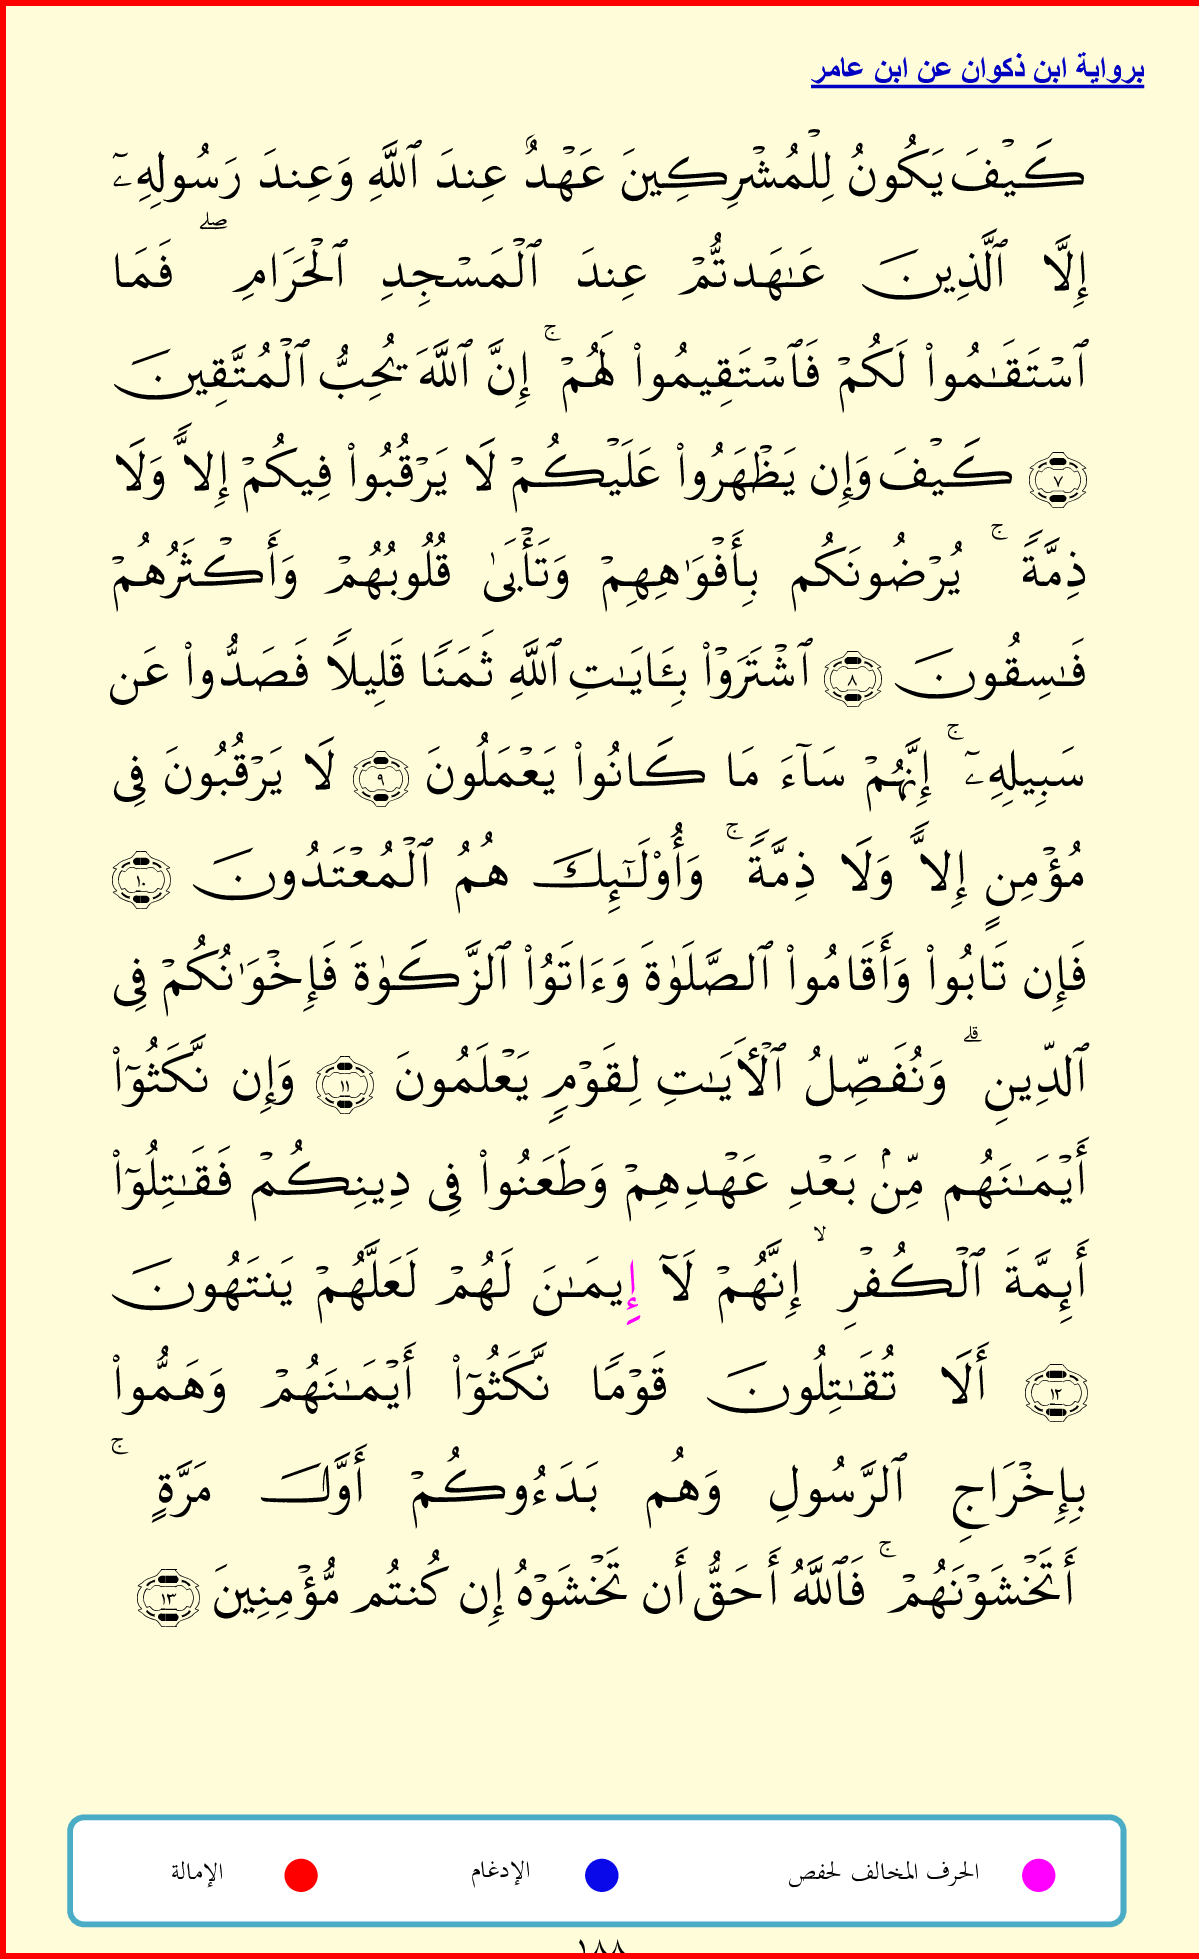 برواية ابن ذكوان عن ابن عامر
كَيْفَ يَكُونُ لِلْمُشْرِكِينَ عَهْدٌ عِندَ ٱللَّهِ وَعِندَ رَسُولِهِۦٓ
إِلَّا ٱلَّذِينَ عَـٰهَدتُّمْ عِندَ ٱلْمَسْجِدِ ٱلْحَرَامِ ۖ فَمَا
ٱسْتَقَـٰمُوا۟ لَكُمْ فَٱسْتَقِيمُوا۟ لَهُمْ ۚ إِنَّ ٱللَّهَ يُحِبُّ ٱلْمُتَّقِينَ
٧ كَيْفَ وَإِن يَظْهَرُوا۟ عَلَيْكُمْ لَا يَرْقُبُوا۟ فِيكُمْ إِلًّا وَلَا
ذِمَّةً ۚ يُرْضُونَكُم بِأَفْوَٰهِهِمْ وَتَأْبَىٰ قُلُوبُهُمْ وَأَكْثَرُهُمْ
فَـٰسِقُونَ ٨ ٱشْتَرَوْا۟ بِـَٔايَـٰتِ ٱللَّهِ ثَمَنًا قَلِيلًا فَصَدُّوا۟ عَن
سَبِيلِهِۦٓ ۚ إِنَّهُمْ سَآءَ مَا كَانُوا۟ يَعْمَلُونَ ٩ لَا يَرْقُبُونَ فِى
مُؤْمِنٍ إِلًّا وَلَا ذِمَّةً ۚ وَأُو۟لَـٰٓئِكَ هُمُ ٱلْمُعْتَدُونَ ١٠
فَإِن تَابُوا۟ وَأَقَامُوا۟ ٱلصَّلَوٰةَ وَءَاتَوُا۟ ٱلزَّكَوٰةَ فَإِخْوَٰنُكُمْ فِى
ٱلدِّينِ ۗ وَنُفَصِّلُ ٱلْأَيَـٰتِ لِقَوْمٍ يَعْلَمُونَ ١١ وَإِن نَّكَثُوٓا۟
أَيْمَـٰنَهُم مِّنۢ بَعْدِ عَهْدِهِمْ وَطَعَنُوا۟ فِى دِينِكُمْ فَقَـٰتِلُوٓا۟
أَئِمَّةَ ٱلْكُفْرِ ۙ إِنَّهُمْ لَآ إِيمَـٰنَ لَهُمْ لَعَلَّهُمْ يَنتَهُونَ
١٢ أَلَا تُقَـٰتِلُونَ قَوْمًا نَّكَثُوٓا۟ أَيْمَـٰنَهُمْ وَهَمُّوا۟
بِإِخْرَاجِ ٱلرَّسُولِ وَهُم بَدَءُوكُمْ أَوَّلَ مَرَّةٍ ۚ
أَتَخْشَوْنَهُمْ ۚ فَٱللَّهُ أَحَقُّ أَن تَخْشَوْهُ إِن كُنتُم مُّؤْمِنِينَ ١٣
الحرف المخالف لحفص الإدغام الإمالة
١٨٨